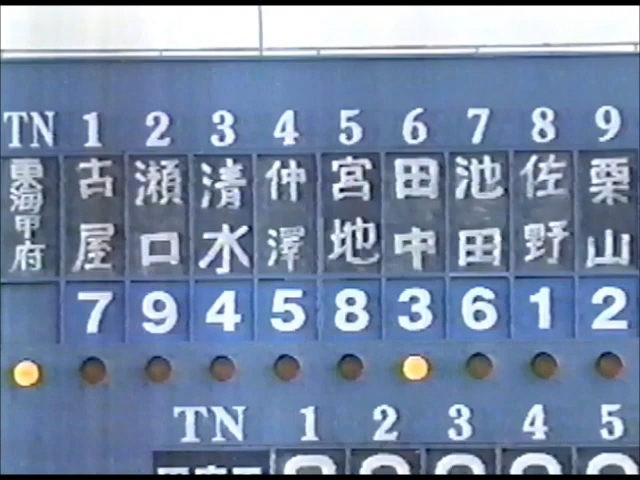 TN 1 2 3 4 5 6 7 8 9
東海甲府 古屋 瀬口 清水 仲澤 宮地 田中 池田 佐野 栗山
7 9 4 5 8 3 6 1 2
TN 1 2 3 4 5